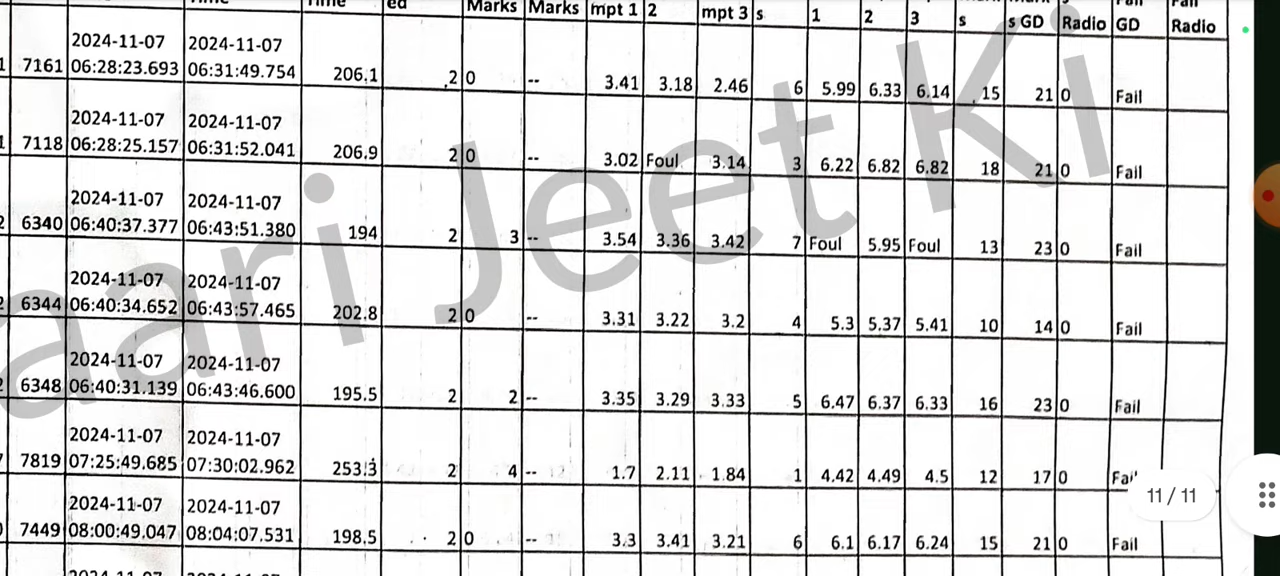 Time Time ed Marks Marks mpt 1 2 mpt 3 s 1 2 3 s s GD Radio GD Radio
2024-11-07 2024-11-07
1 7161 06:28:23.693 06:31:49.754 206.1 2 0 -- 3.41 3.18 2.46 6 5.99 6.33 6.14 15 21 0 Fail
2024-11-07 2024-11-07
1 7118 06:28:25.157 06:31:52.041 206.9 2 0 -- 3.02 Foul 3.14 3 6.22 6.82 6.82 18 21 0 Fail
2024-11-07 2024-11-07
2 6340 06:40:37.377 06:43:51.380 194 2 3 -- 3.54 3.36 3.42 7 Foul 5.95 Foul 13 23 0 Fail
2024-11-07 2024-11-07
2 6344 06:40:34.652 06:43:57.465 202.8 2 0 -- 3.31 3.22 3.2 4 5.3 5.37 5.41 10 14 0 Fail
2024-11-07 2024-11-07
2 6348 06:40:31.139 06:43:46.600 195.5 2 2 -- 3.35 3.29 3.33 5 6.47 6.37 6.33 16 23 0 Fail
2024-11-07 2024-11-07
7 7819 07:25:49.685 07:30:02.962 253.3 2 4 -- 1.7 2.11 1.84 1 4.42 4.49 4.5 12 17 0 Fail
2024-11-07 2024-11-07
7449 08:00:49.047 08:04:07.531 198.5 2 0 -- 3.3 3.41 3.21 6 6.1 6.17 6.24 15 21 0 Fail
aari Jeet Ki
11 / 11